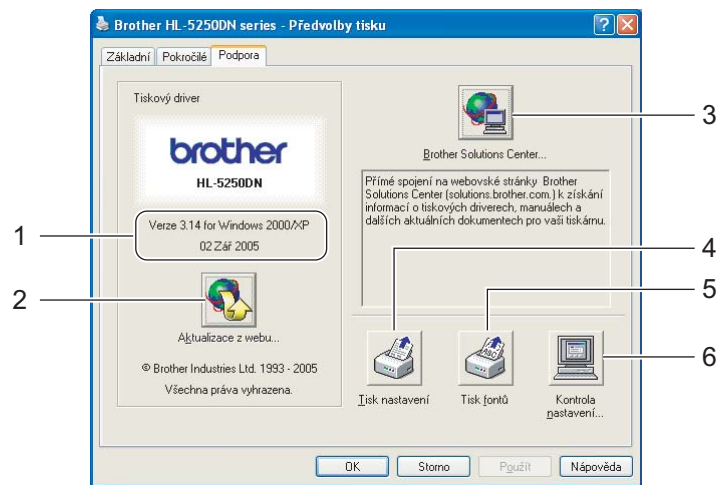 Brother HL-5250DN series - Předvolby tisku
Základní
Pokročilé
Podpora
Tiskový driver
brother
HL-5250DN
Verze 3.14 for Windows 2000/XP
02 Zář 2005
Aktualizace z webu...
© Brother Industries Ltd. 1993 - 2005
Všechna práva vyhrazena.
Brother Solutions Center...
Přímé spojení na webovské stránky Brother
Solutions Center (solutions.brother.com.) k získání
informací o tiskových driverech, manuálech a
dalších aktuálních dokumentech pro vaši tiskárnu.
ABC
Tisk nastavení
Tisk fontů
Kontrola
nastavení...
OK
Storno
Použít
Nápověda
1
2
3
4
5
6